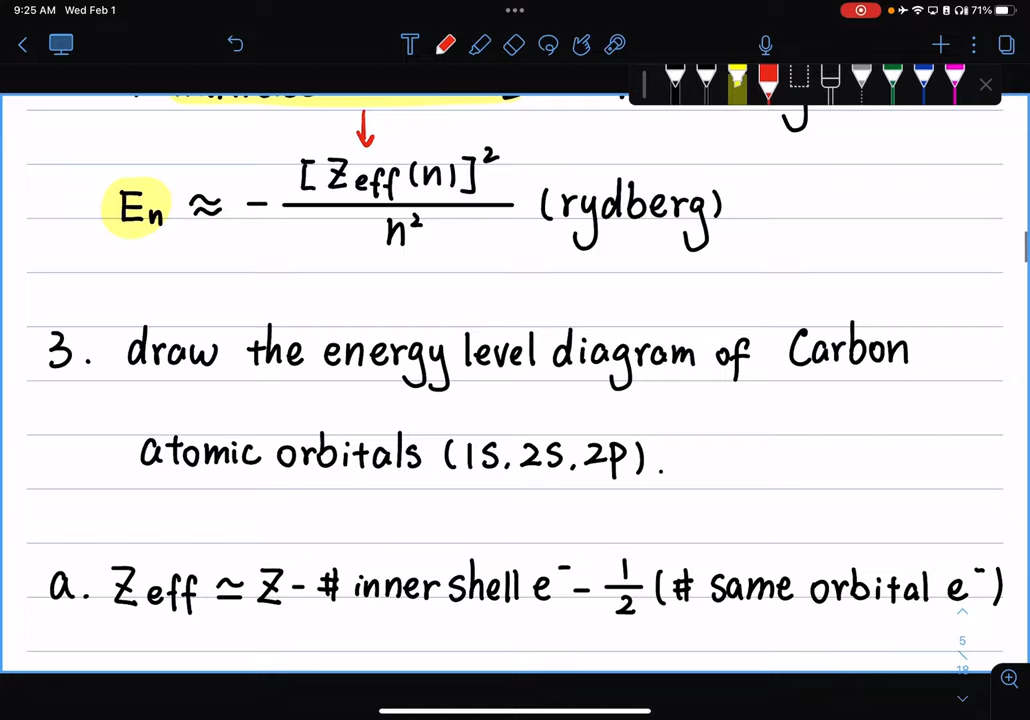 9:25 AM Wed Feb 1
71%
[Zeff(n)]²
En ≈ - ―― (rydberg)
n²
3. draw the energy level diagram of Carbon
atomic orbitals (1S, 2S, 2P).
a. Zeff ≃ Z - # inner shell e⁻ - 1/2 (# same orbital e⁻)
5
18